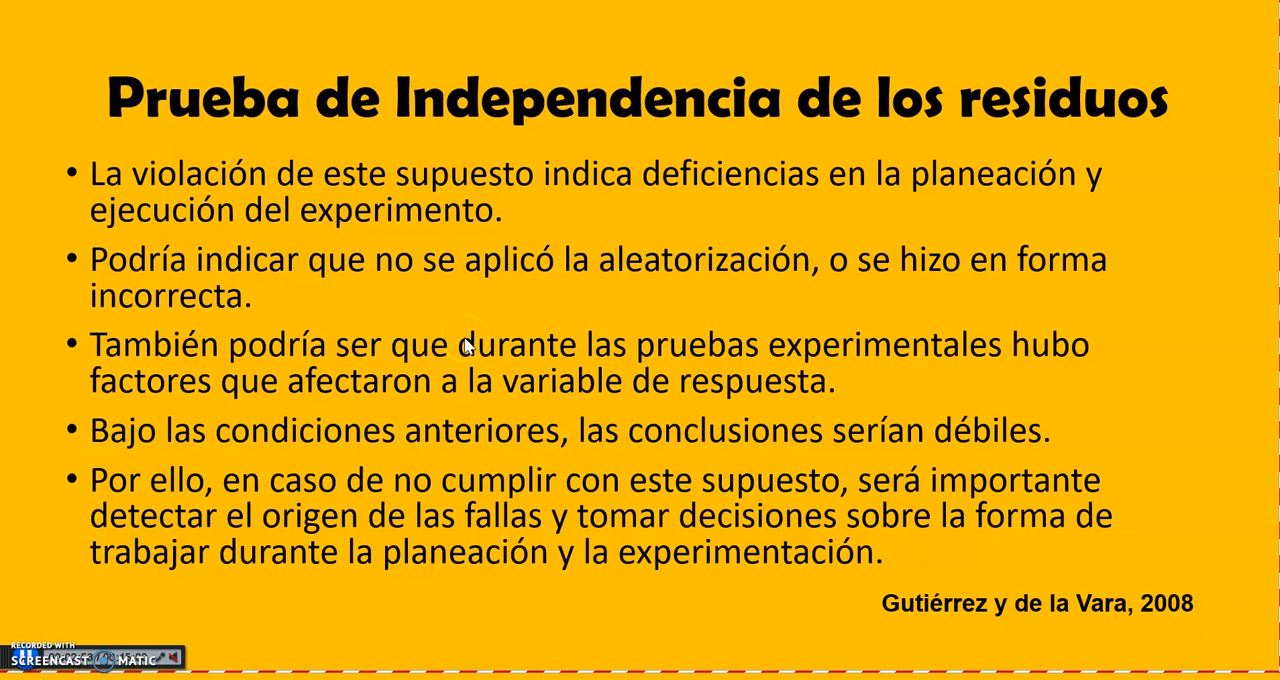 Prueba de Independencia de los residuos
• La violación de este supuesto indica deficiencias en la planeación y
ejecución del experimento.
• Podría indicar que no se aplicó la aleatorización, o se hizo en forma
incorrecta.
• También podría ser que durante las pruebas experimentales hubo
factores que afectaron a la variable de respuesta.
• Bajo las condiciones anteriores, las conclusiones serían débiles.
• Por ello, en caso de no cumplir con este supuesto, será importante
detectar el origen de las fallas y tomar decisiones sobre la forma de
trabajar durante la planeación y la experimentación.
Gutiérrez y de la Vara, 2008
RECORDED WITH
SCREENCAST MATIC